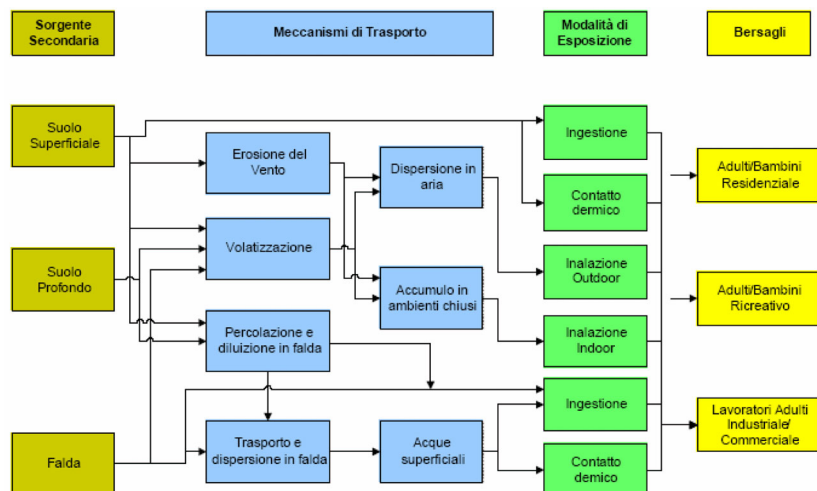 Sorgente
Secondaria
Meccanismi di Trasporto
Modalità di
Esposizione
Bersagli
Suolo
Superficiale
Erosione del
Vento
Dispersione in
aria
Ingestione
Adulti/Bambini
Residenziale
Contatto
dermico
Volatizzazione
Suolo
Profondo
Inalazione
Outdoor
Accumulo in
ambienti chiusi
Adulti/Bambini
Ricreativo
Percolazione e
diluizione in falda
Inalazione
Indoor
Ingestione
Lavoratori Adulti
Industriale/
Commerciale
Falda
Trasporto e
dispersione in falda
Acque
superficiali
Contatto
demico